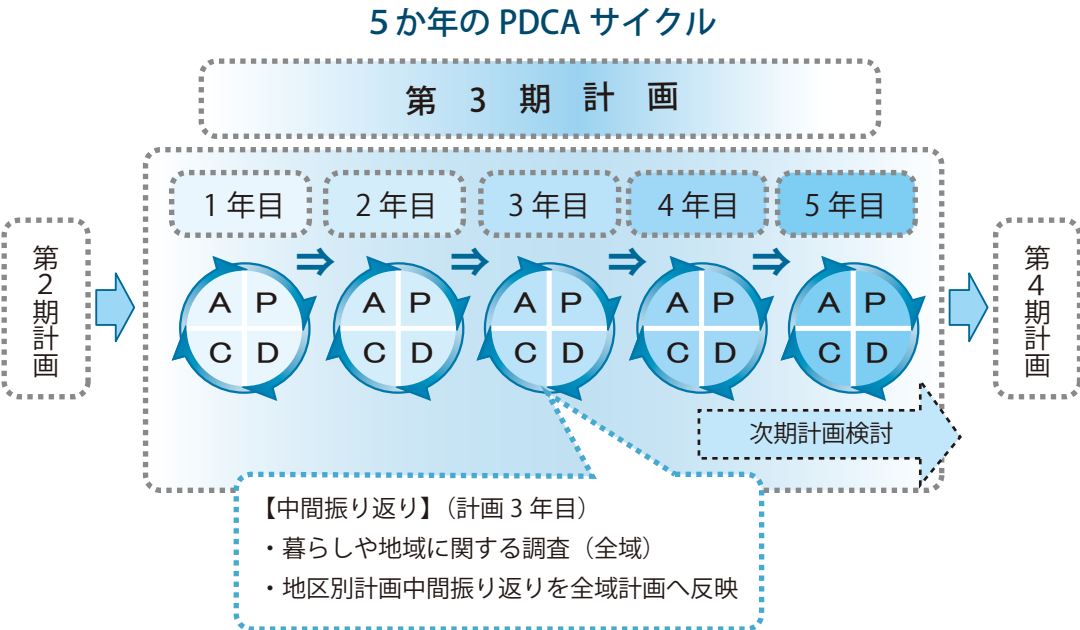 ５か年の PDCA サイクル
第３期計画
１年目
２年目
３年目
４年目
５年目
第２期計画
⇒
⇒
⇒
⇒
A P
C D
A P
C D
A P
C D
A P
C D
A P
C D
第４期計画
次期計画検討
【中間振り返り】（計画 3 年目）
・暮らしや地域に関する調査（全域）
・地区別計画中間振り返りを全域計画へ反映